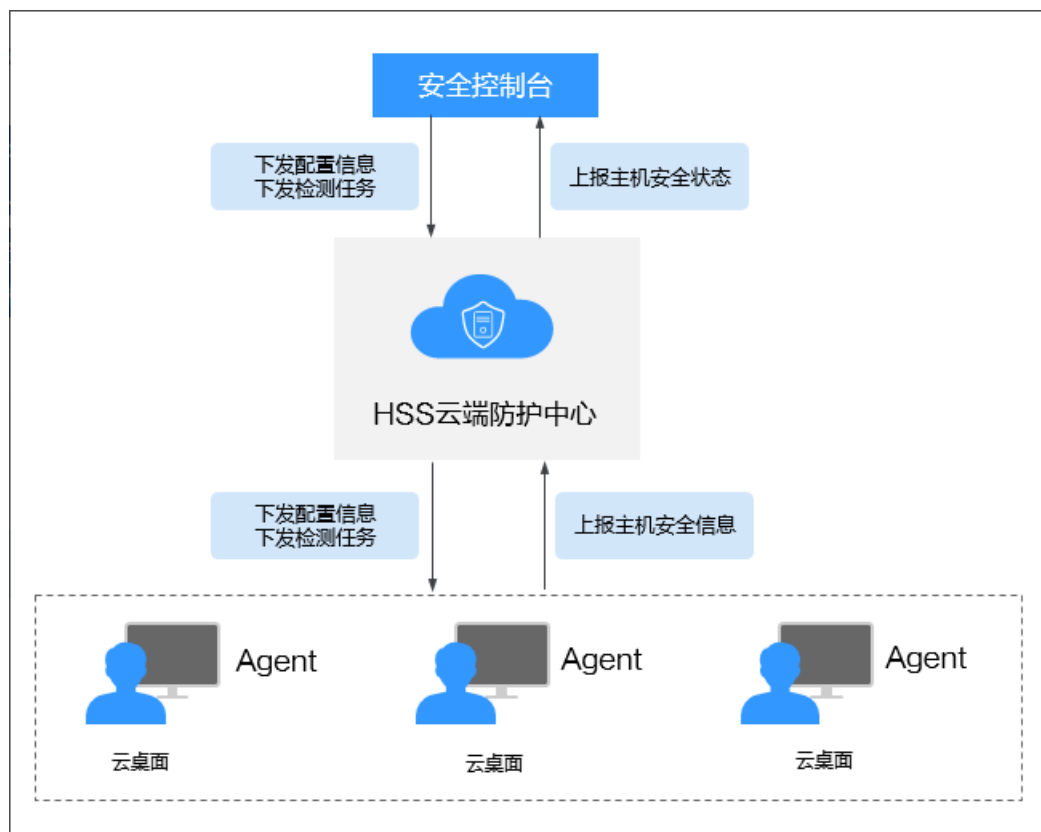 安全控制台
下发配置信息
下发检测任务
上报主机安全状态
HSS云端防护中心
下发配置信息
下发检测任务
上报主机安全信息
Agent
Agent
Agent
云桌面
云桌面
云桌面